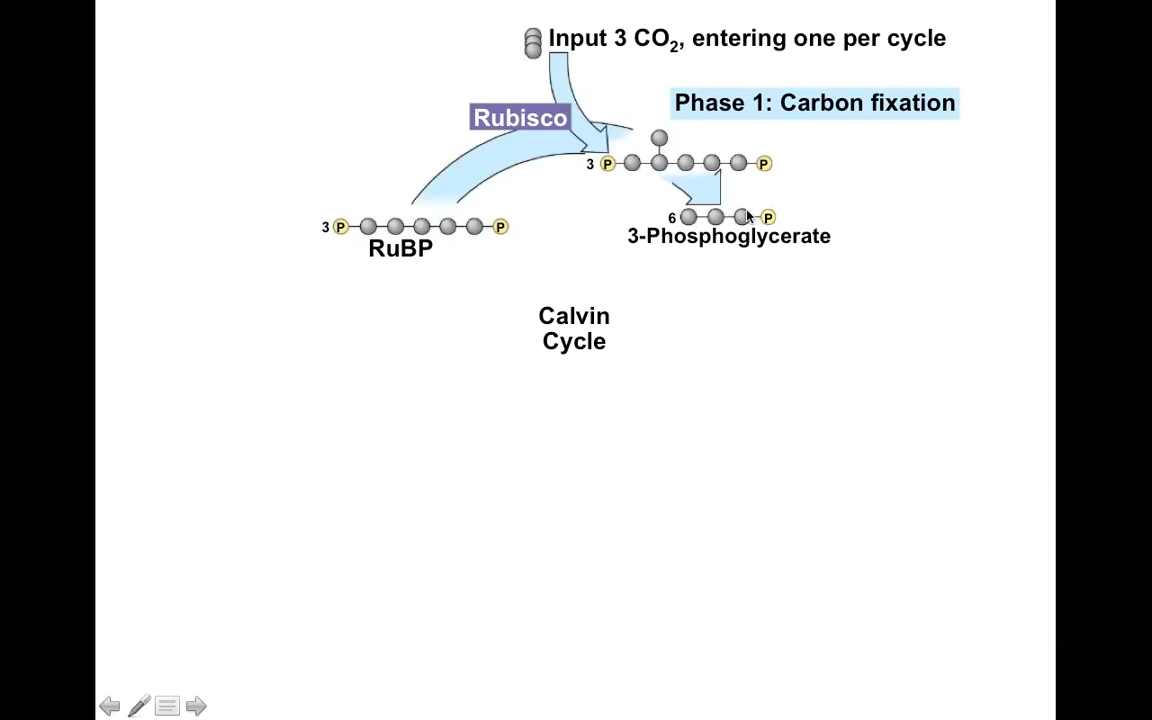 Input 3 CO₂, entering one per cycle
Phase 1: Carbon fixation
Rubisco
3 P P
3 P P
RuBP
6 P
3-Phosphoglycerate
Calvin
Cycle